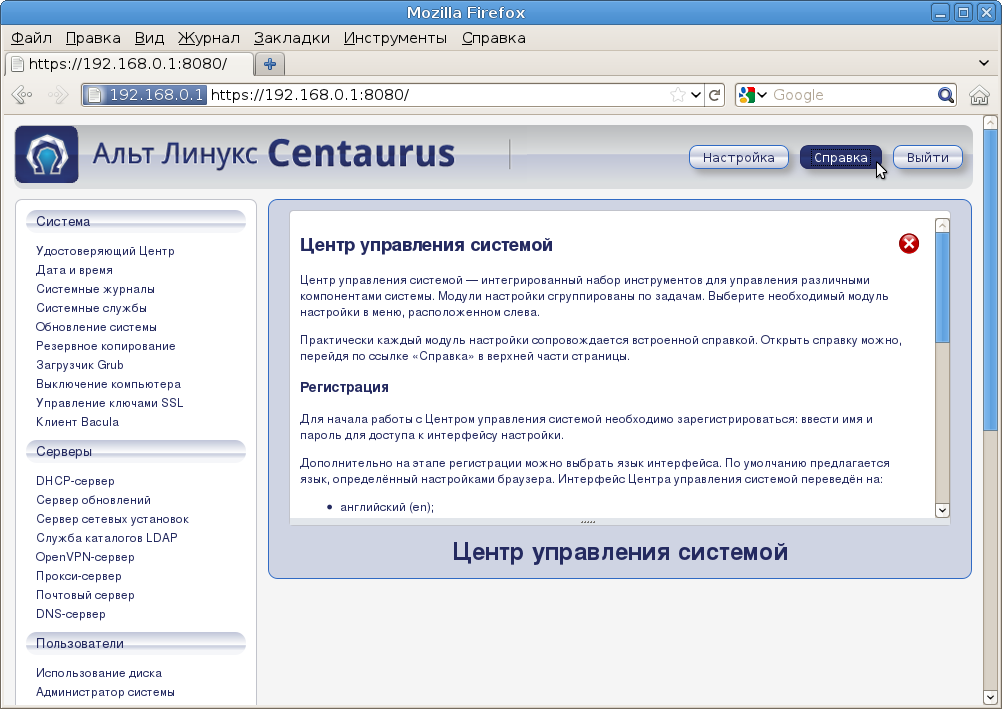 Mozilla Firefox
Файл Правка Вид Журнал Закладки Инструменты Справка
https://192.168.0.1:8080/
192.168.0.1 https://192.168.0.1:8080/
Google
Альт Линукс Centaurus
Настройка Справка Выйти
Система
Удостоверяющий Центр
Дата и время
Системные журналы
Системные службы
Обновление системы
Резервное копирование
Загрузчик Grub
Выключение компьютера
Управление ключами SSL
Клиент Bacula
Серверы
DHCP-сервер
Сервер обновлений
Сервер сетевых установок
Служба каталогов LDAP
OpenVPN-сервер
Прокси-сервер
Почтовый сервер
DNS-сервер
Пользователи
Использование диска
Администратор системы
Центр управления системой
Центр управления системой — интегрированный набор инструментов для управления различными
компонентами системы. Модули настройки сгруппированы по задачам. Выберите необходимый модуль
настройки в меню, расположенном слева.
Практически каждый модуль настройки сопровождается встроенной справкой. Открыть справку можно,
перейдя по ссылке «Справка» в верхней части страницы.
Регистрация
Для начала работы с Центром управления системой необходимо зарегистрироваться: ввести имя и
пароль для доступа к интерфейсу настройки.
Дополнительно на этапе регистрации можно выбрать язык интерфейса. По умолчанию предлагается
язык, определённый настройками браузера. Интерфейс Центра управления системой переведён на:
• английский (en);
Центр управления системой